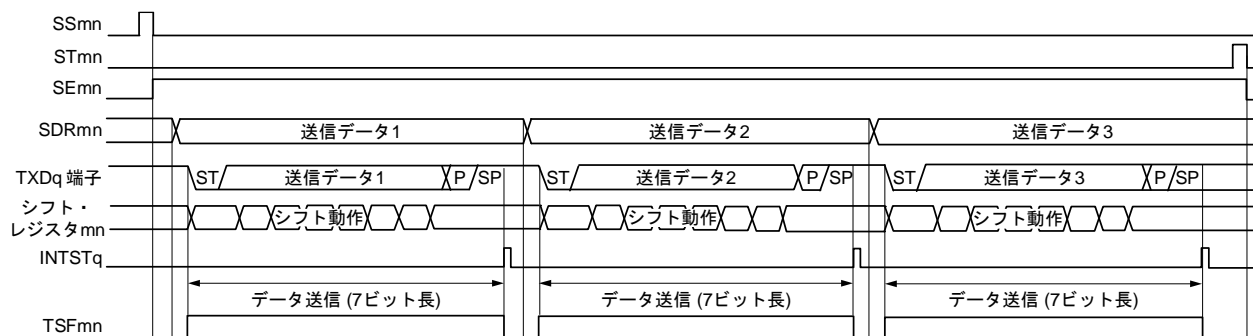 SSmn
STmn
SEmn
SDRmn 送信データ1 送信データ2 送信データ3
TXDq 端子 ST 送信データ1 P SP ST 送信データ2 P SP ST 送信データ3 P SP
シフト・
レジスタmn シフト動作 シフト動作 シフト動作
INTSTq
データ送信 (7ビット長) データ送信 (7ビット長) データ送信 (7ビット長)
TSFmn